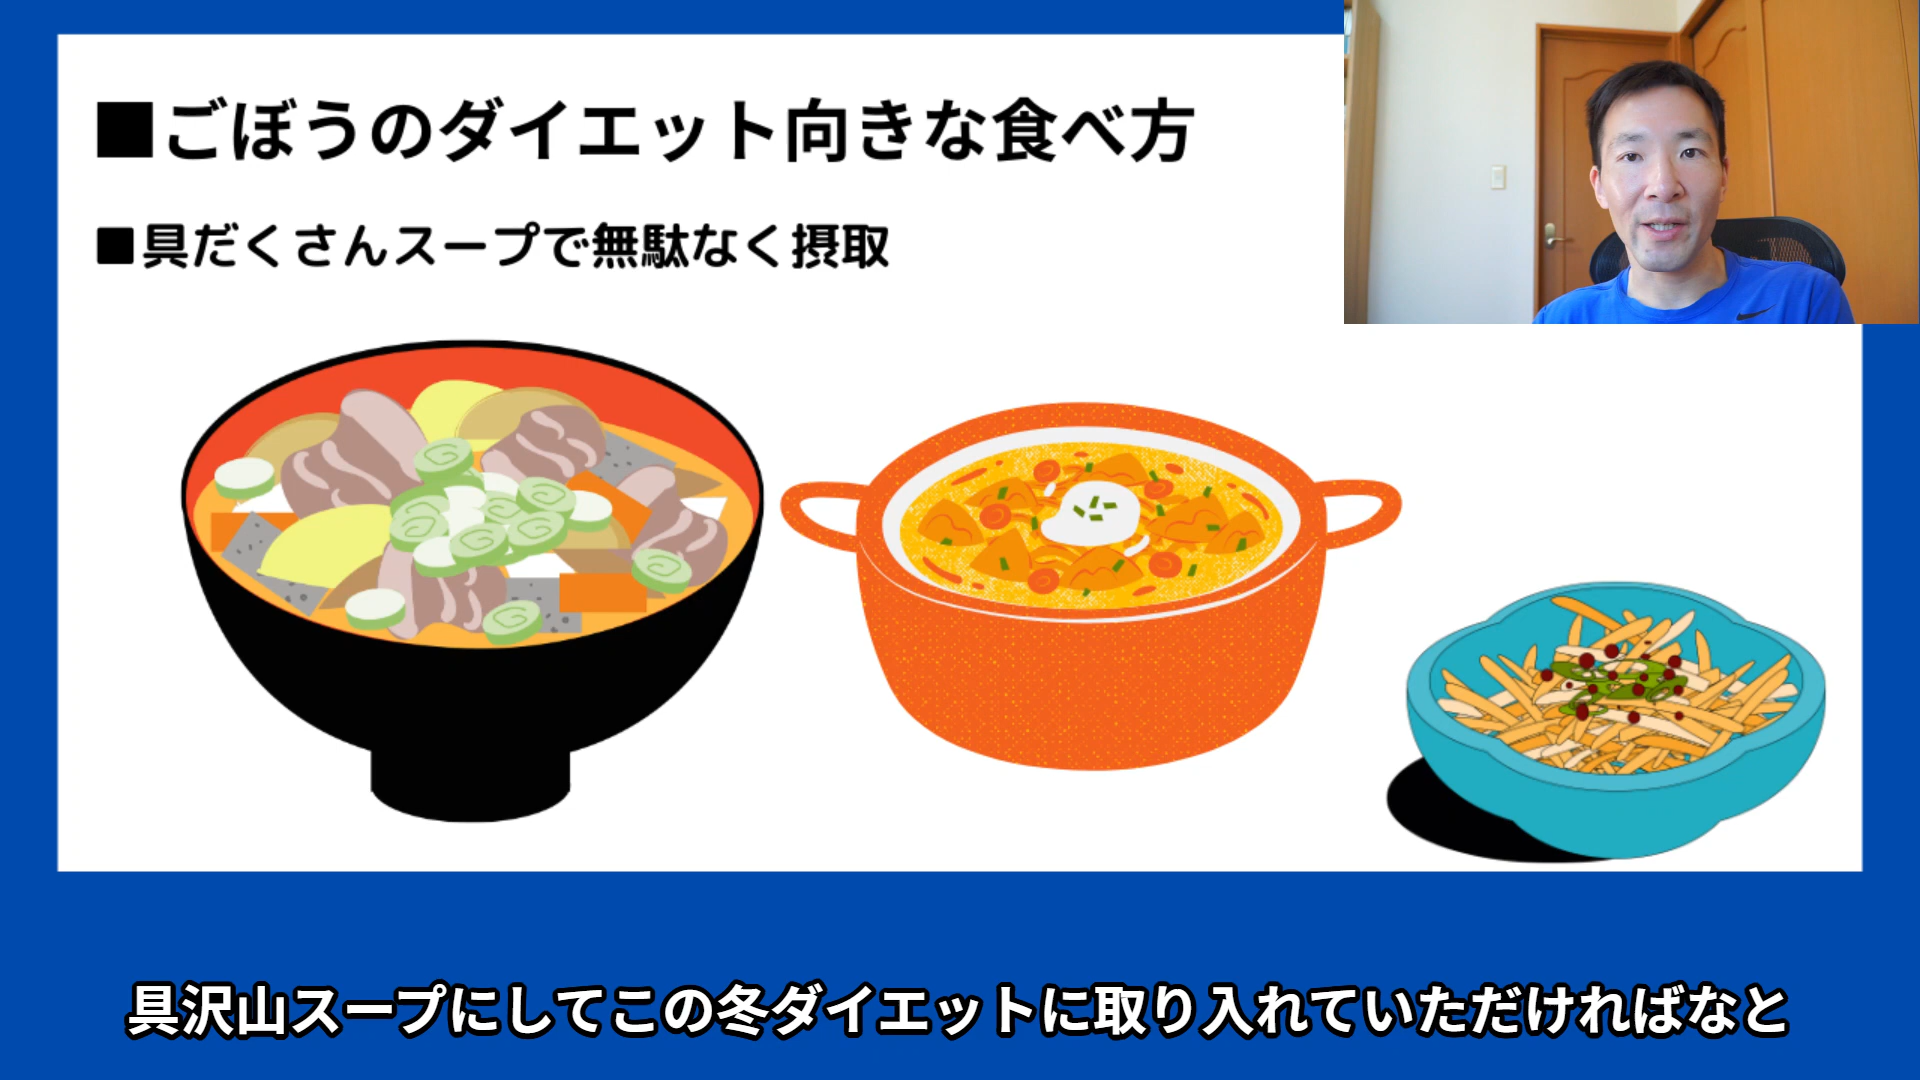 ■ごぼうのダイエット向きな食べ方
■具だくさんスープで無駄なく摂取
具沢山スープにしてこの冬ダイエットに取り入れていただければなと